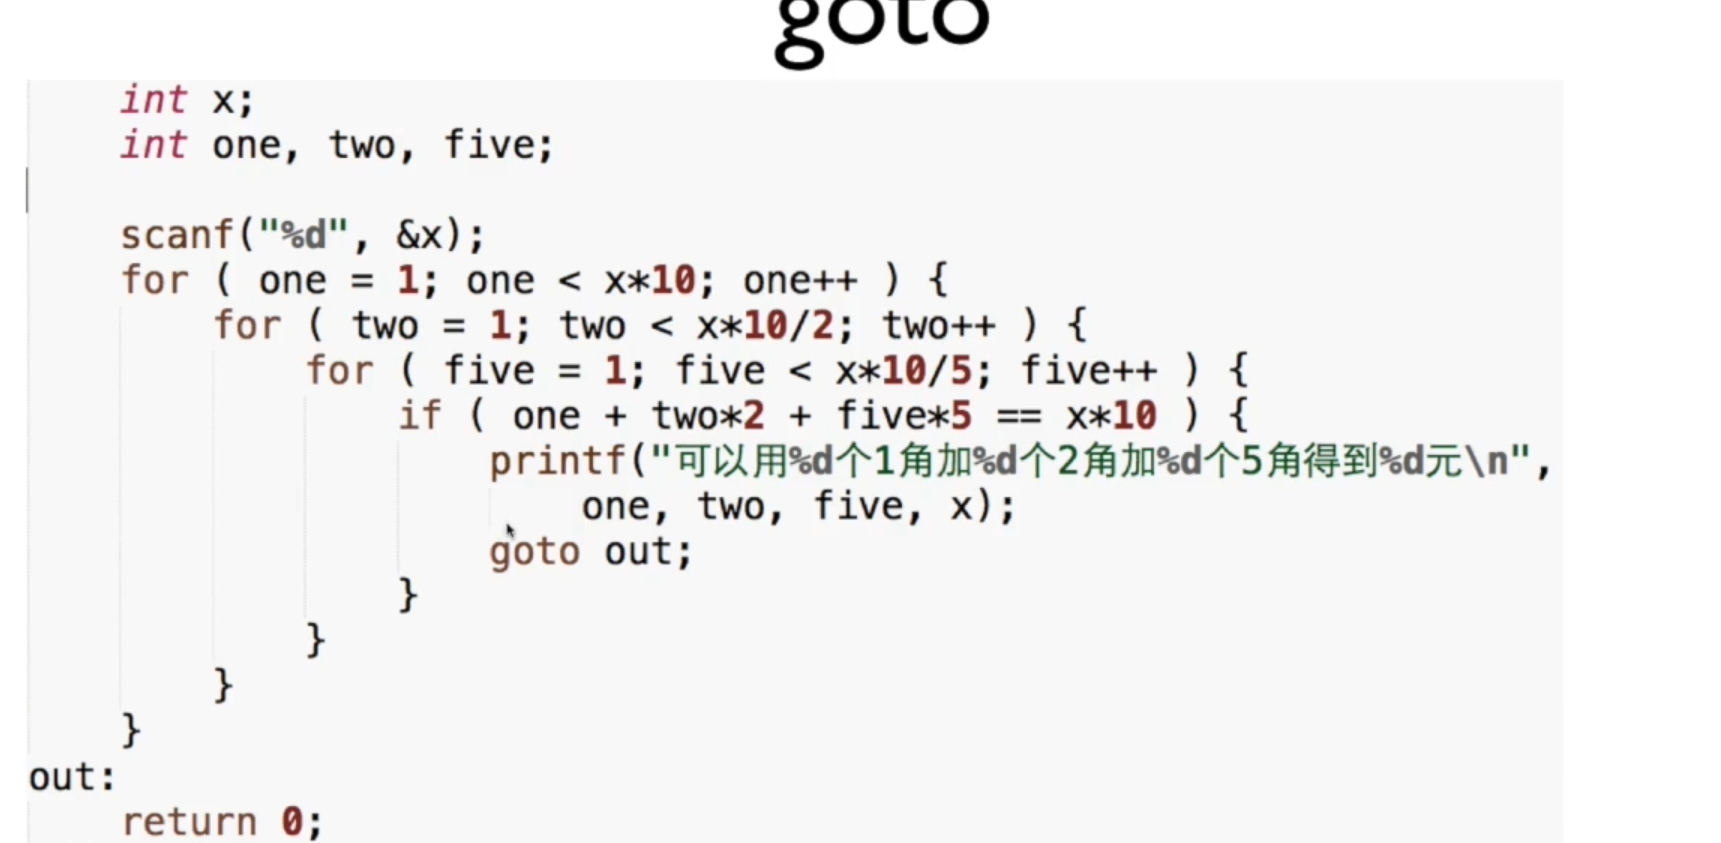 goto
int x;
int one, two, five;
scanf("%d", &x);
for ( one = 1; one < x*10; one++ ) {
for ( two = 1; two < x*10/2; two++ ) {
for ( five = 1; five < x*10/5; five++ ) {
if ( one + two*2 + five*5 == x*10 ) {
printf("可以用%d个1角加%d个2角加%d个5角得到%d元\n",
one, two, five, x);
goto out;
}
}
}
}
out:
return 0;